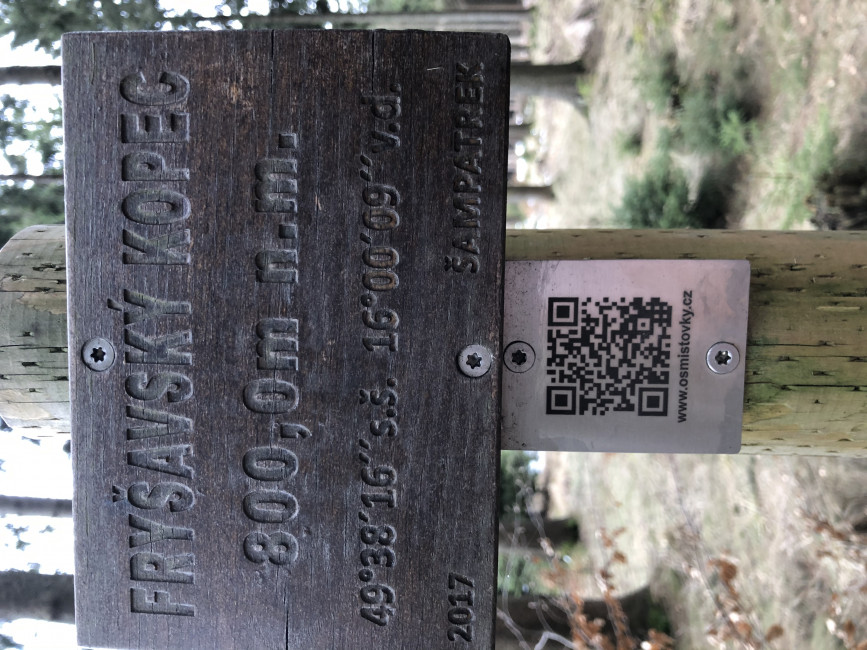 FRYŠAVSKÝ KOPEC
800,0m n.m.
49°38′16″s.š. 16°00′09″v.d.
2017 ŠAMPATREK
www.osmistovky.cz